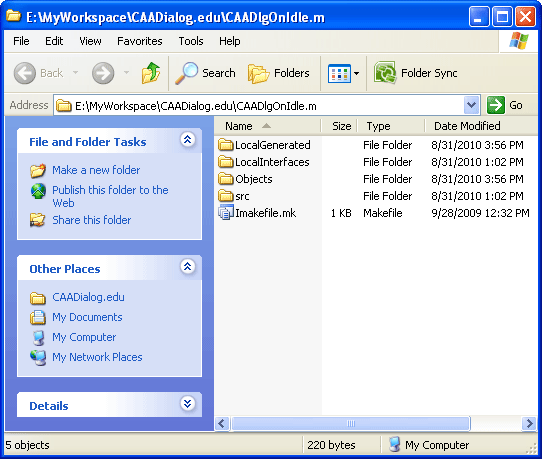 E:\MyWorkspace\CAADialog.edu\CAADlgOnIdle.m
File Edit View Favorites Tools Help
Back Search Folders Folder Sync
Address E:\MyWorkspace\CAADialog.edu\CAADlgOnIdle.m Go
File and Folder Tasks
Make a new folder
Publish this folder to the
Web
Share this folder
Other Places
CAADialog.edu
My Documents
My Computer
My Network Places
Details
Name Size Type Date Modified
LocalGenerated File Folder 8/31/2010 3:56 PM
LocalInterfaces File Folder 8/31/2010 1:02 PM
Objects File Folder 8/31/2010 3:56 PM
src File Folder 8/31/2010 1:02 PM
Imakefile.mk 1 KB Makefile 9/28/2009 12:32 PM
5 objects 220 bytes My Computer